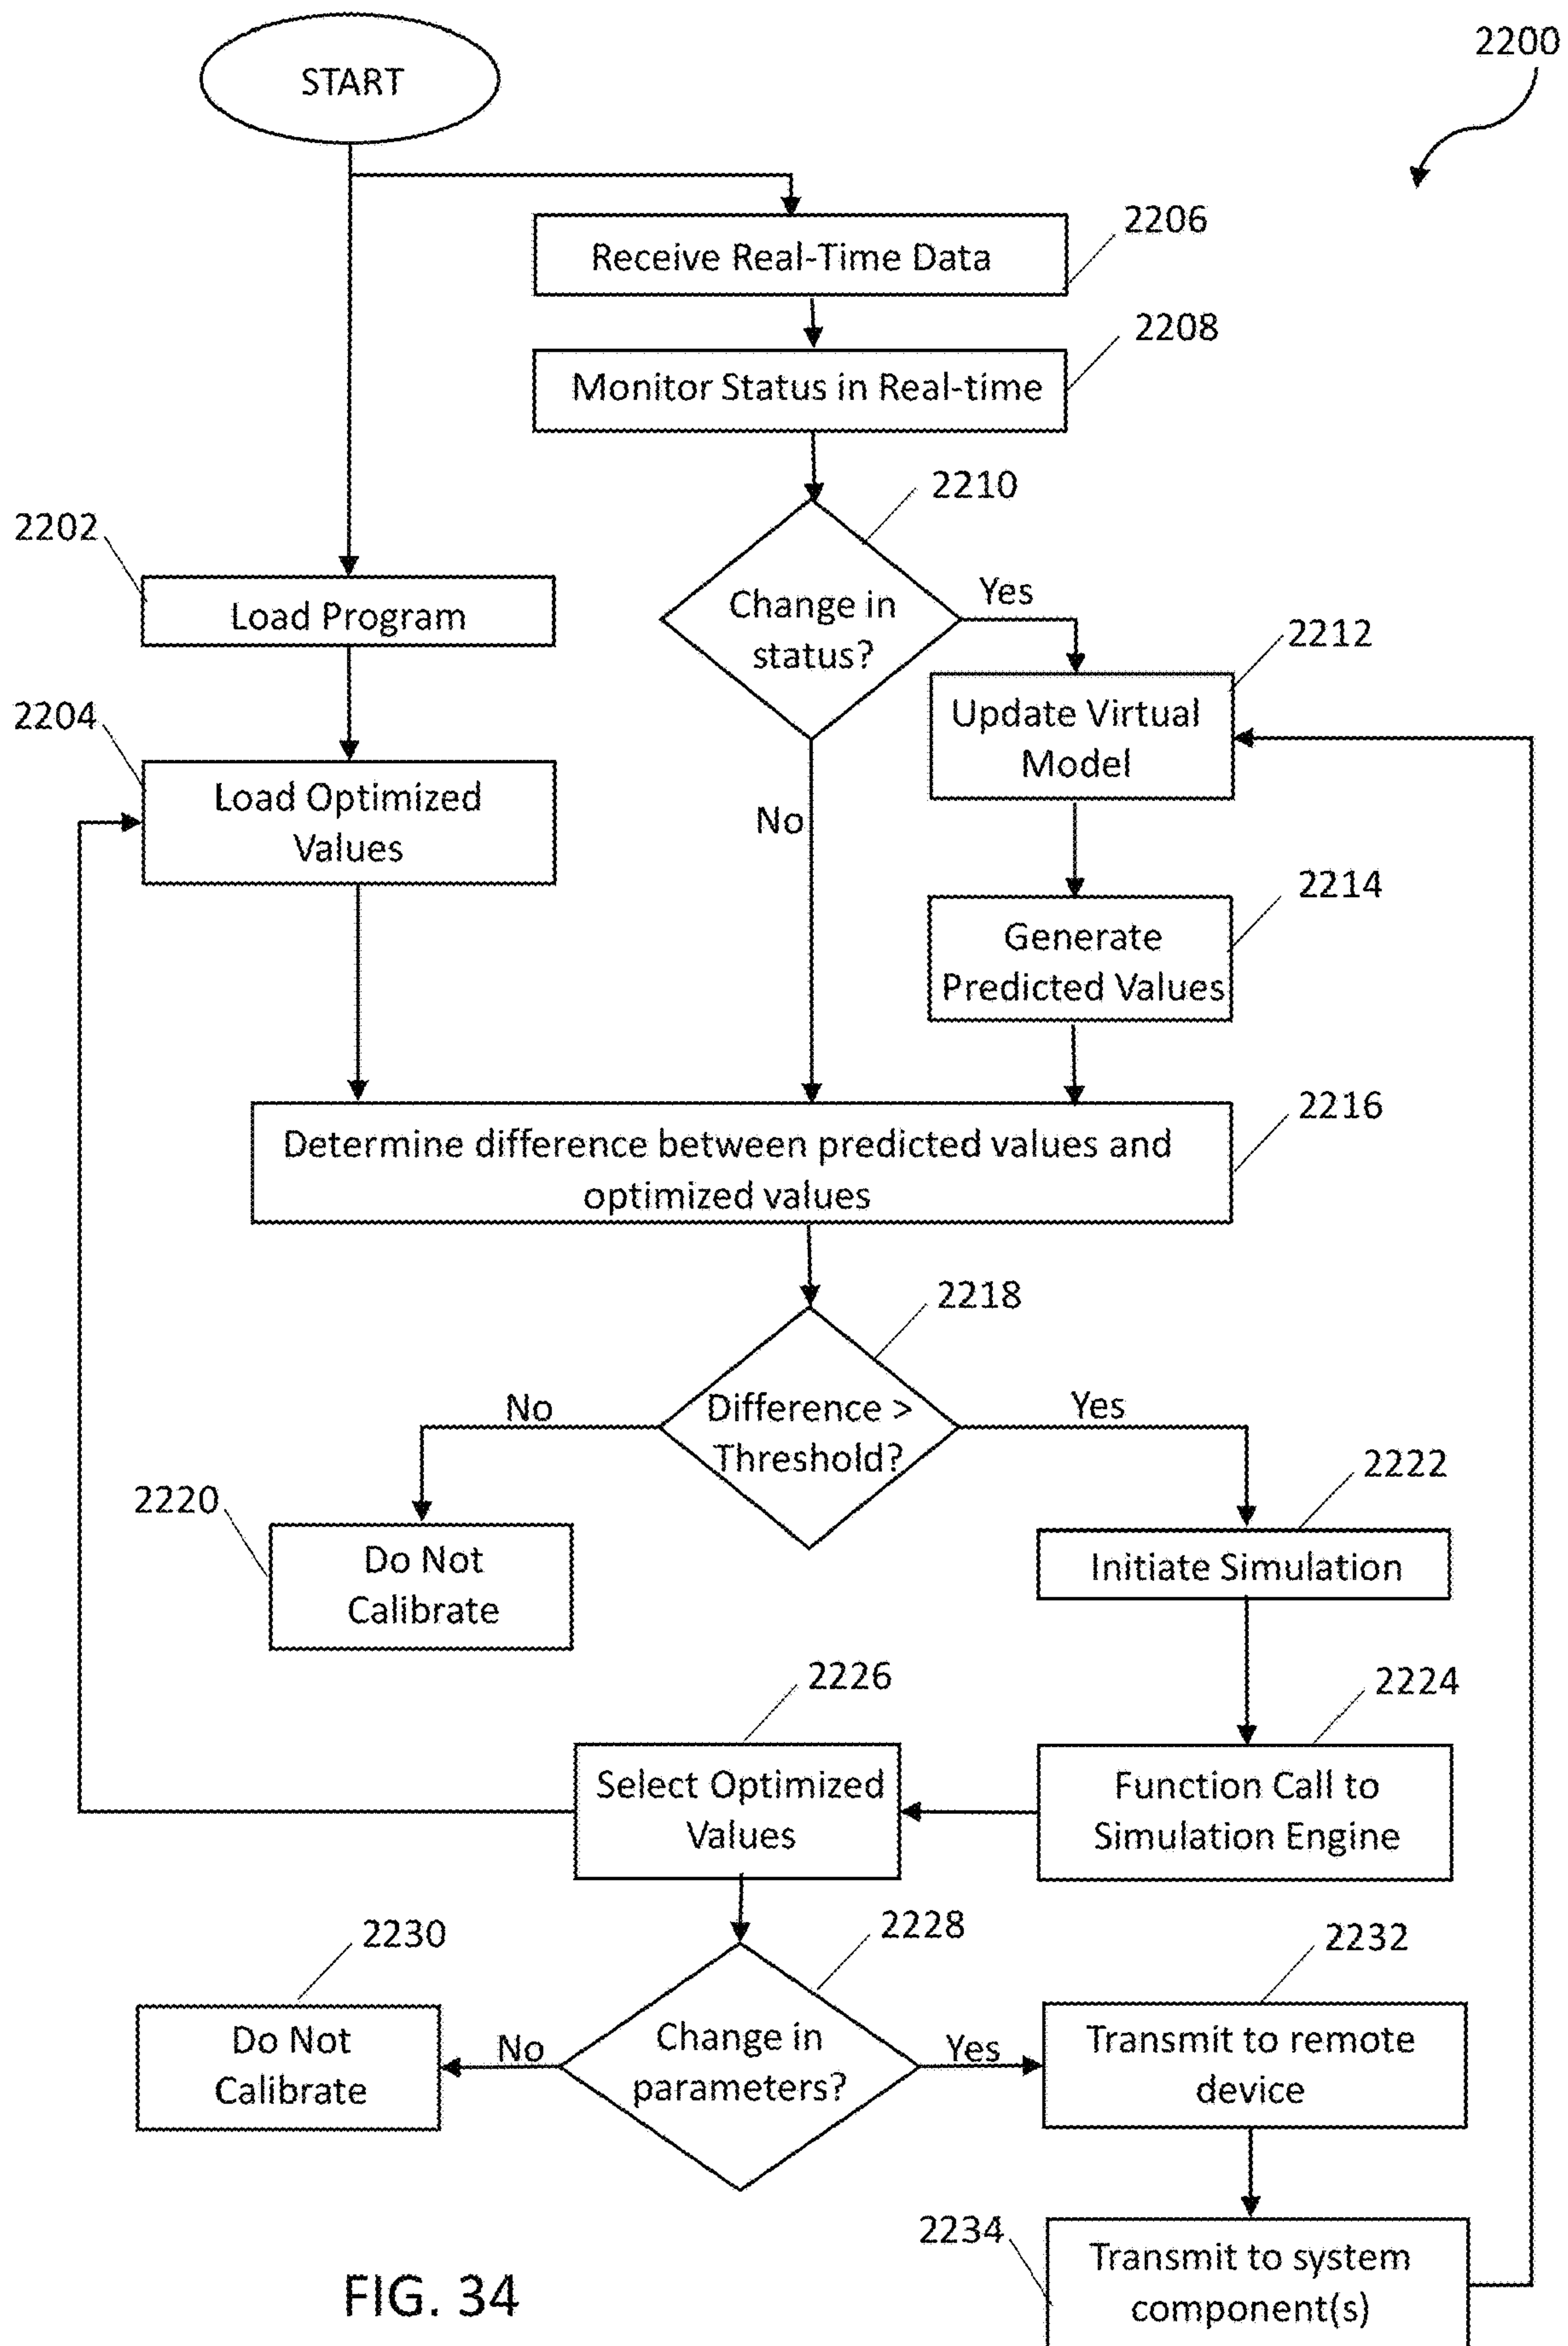 2200
START
2206
Receive Real-Time Data
2208
Monitor Status in Real-time
2210
Change in
status?
Yes
No
2202
Load Program
2212
Update Virtual
Model
2204
Load Optimized
Values
2214
Generate
Predicted Values
2216
Determine difference between predicted values and
optimized values
2218
Difference >
Threshold?
No
Yes
2220
Do Not
Calibrate
2222
Initiate Simulation
2224
Function Call to
Simulation Engine
2226
Select Optimized
Values
2228
Change in
parameters?
No
Yes
2230
Do Not
Calibrate
2232
Transmit to remote
device
2234
Transmit to system
component(s)
FIG. 34